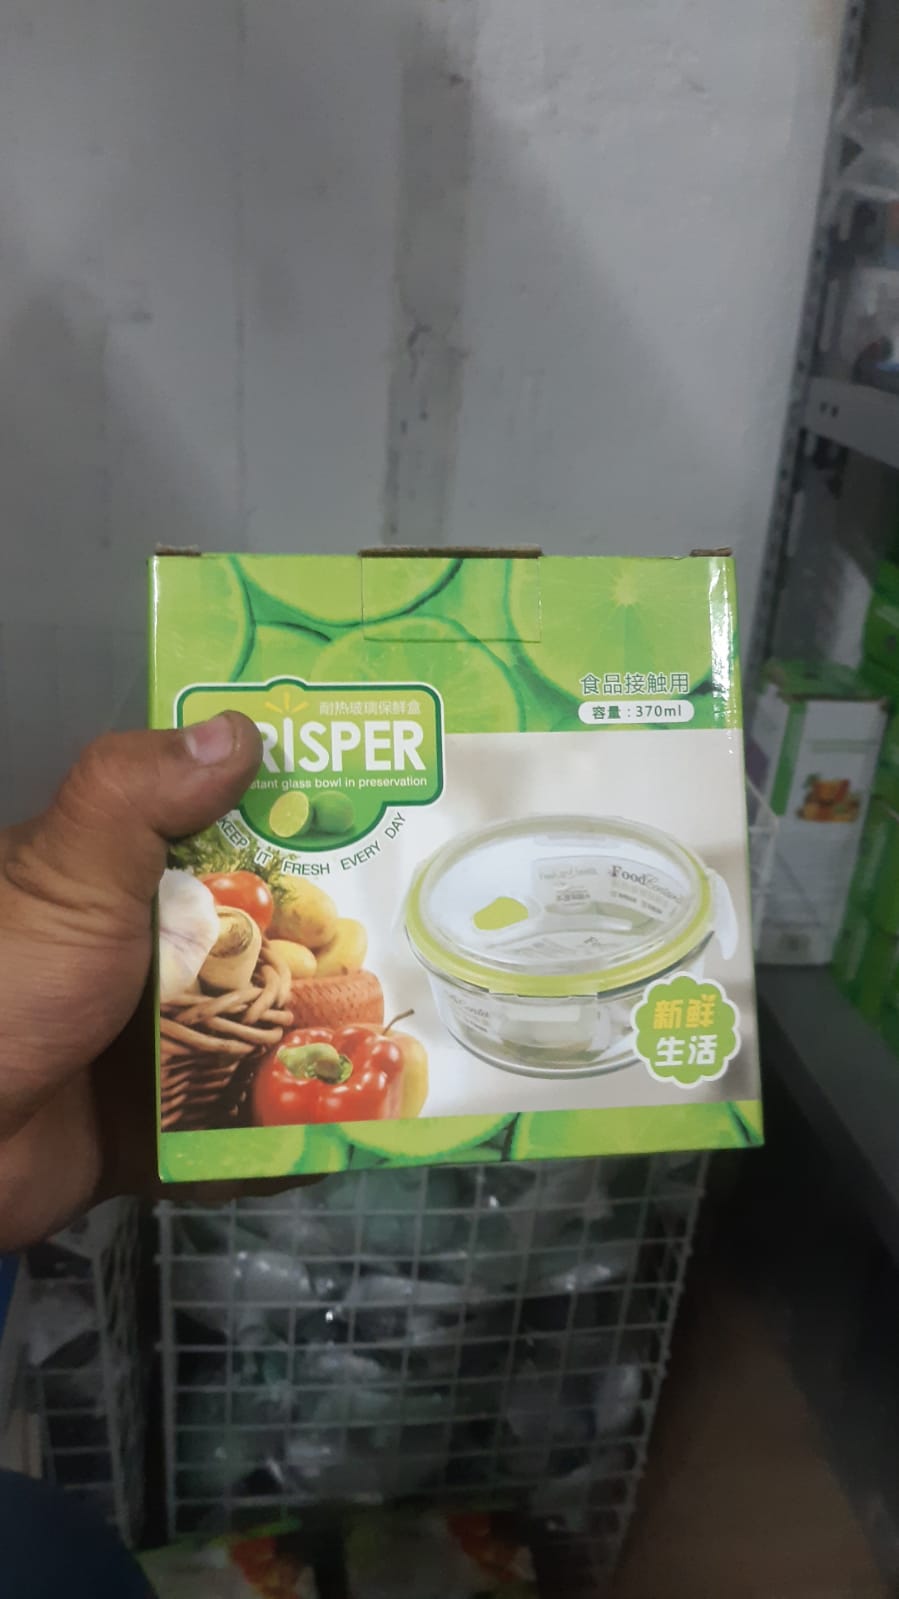 食品接触用
容量:370ml
耐热玻璃保鲜盒
RISPER
stant glass bowl in preservation
KEEP IT FRESH EVERY DAY
Food
新鲜
生活